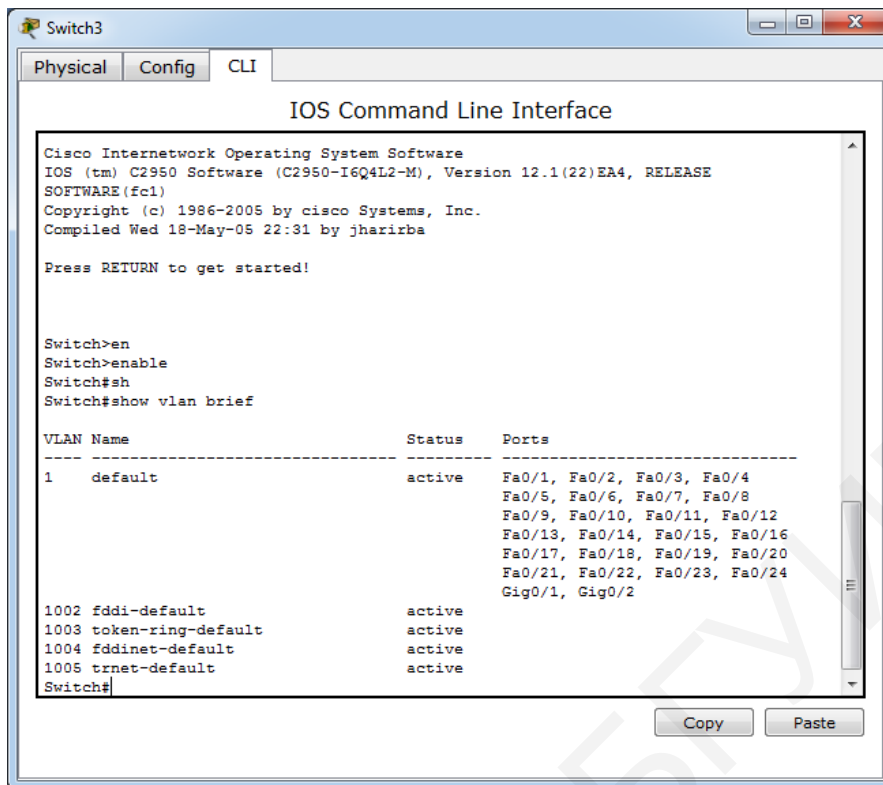 Switch3
Physical Config CLI
IOS Command Line Interface
Cisco Internetwork Operating System Software
IOS (tm) C2950 Software (C2950-I6Q4L2-M), Version 12.1(22)EA4, RELEASE
SOFTWARE(fc1)
Copyright (c) 1986-2005 by cisco Systems, Inc.
Compiled Wed 18-May-05 22:31 by jharirba
Press RETURN to get started!
Switch>en
Switch>enable
Switch#sh
Switch#show vlan brief
VLAN Name Status Ports
---- -------------------------------- --------- -------------------------------
1 default active Fa0/1, Fa0/2, Fa0/3, Fa0/4
Fa0/5, Fa0/6, Fa0/7, Fa0/8
Fa0/9, Fa0/10, Fa0/11, Fa0/12
Fa0/13, Fa0/14, Fa0/15, Fa0/16
Fa0/17, Fa0/18, Fa0/19, Fa0/20
Fa0/21, Fa0/22, Fa0/23, Fa0/24
Gig0/1, Gig0/2
1002 fddi-default active
1003 token-ring-default active
1004 fddinet-default active
1005 trnet-default active
Switch#
Copy Paste
БГУИ